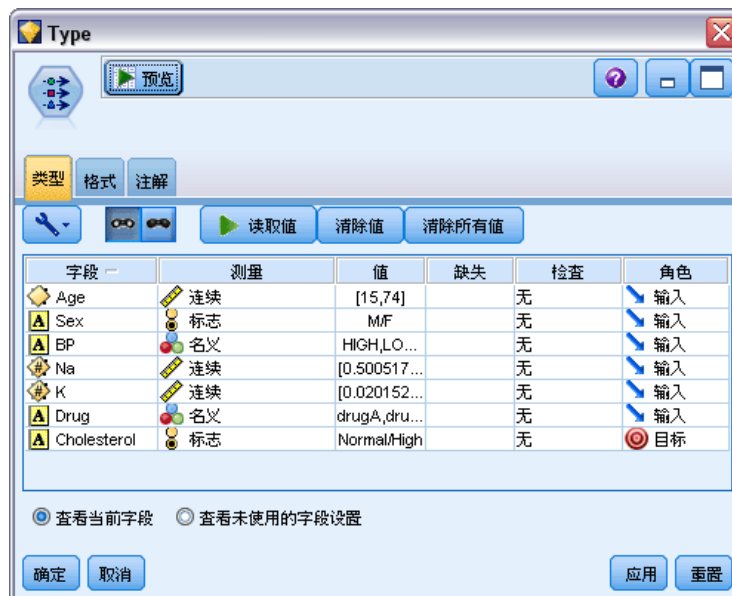 Type
预览
类型 格式 注解
读取值 清除值 清除所有值
字段 测量 值 缺失 检查 角色
Age 连续 [15,74] 无 输入
Sex 标志 M/F 无 输入
BP 名义 HIGH,LO... 无 输入
Na 连续 [0.500517... 无 输入
K 连续 [0.020152... 无 输入
Drug 名义 drugA,dru... 无 输入
Cholesterol 标志 Normal/High 无 目标
查看当前字段 查看未使用的字段设置
确定 取消 应用 重置